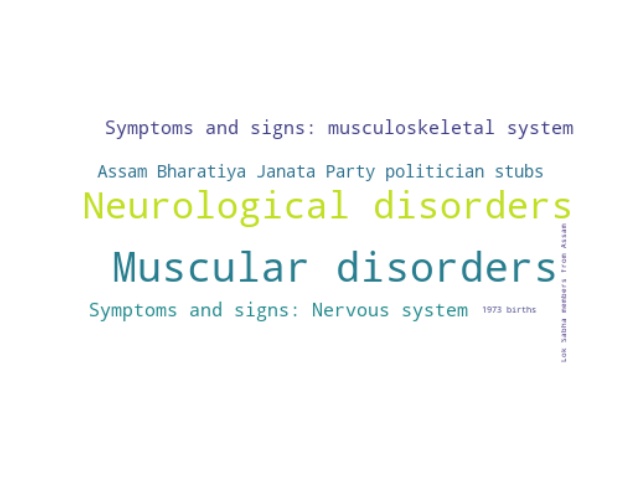 Symptoms and signs: musculoskeletal system
Assam Bharatiya Janata Party politician stubs
Neurological disorders
Muscular disorders
Symptoms and signs: Nervous system
1973 births
Lok Sabha members from Assam